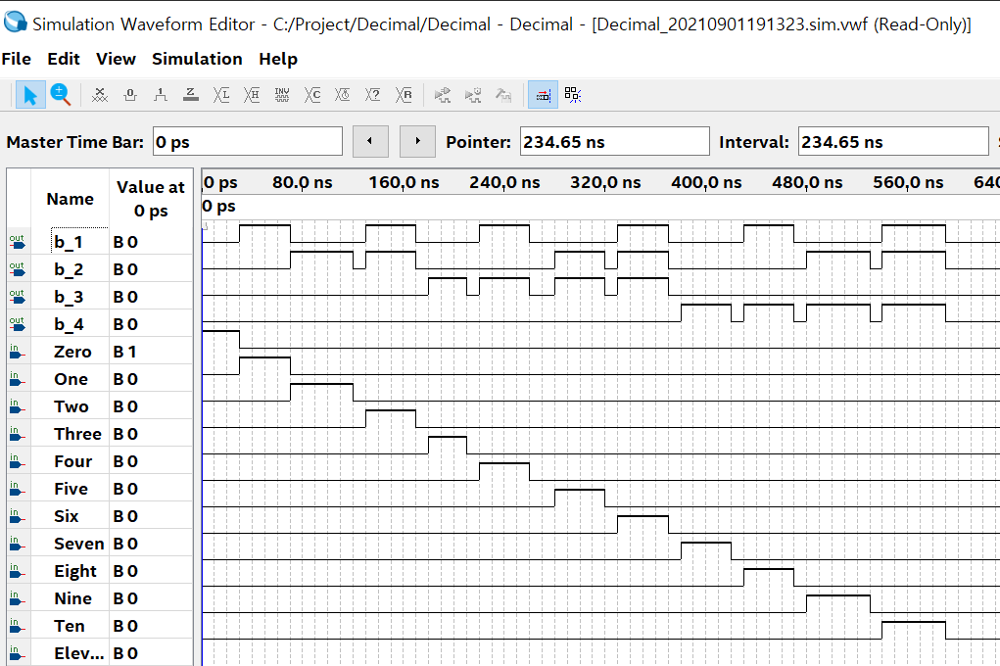 Simulation Waveform Editor - C:/Project/Decimal/Decimal - Decimal - [Decimal_20210901191323.sim.vwf (Read-Only)]
File Edit View Simulation Help
Master Time Bar: 0 ps Pointer: 234.65 ns Interval: 234.65 ns
Name Value at 0 ps
0 ps 80.0 ns 160.0 ns 240.0 ns 320.0 ns 400.0 ns 480.0 ns 560.0 ns 640
0 ps
out b_1 B 0
out b_2 B 0
out b_3 B 0
out b_4 B 0
in Zero B 1
in One B 0
in Two B 0
in Three B 0
in Four B 0
in Five B 0
in Six B 0
in Seven B 0
in Eight B 0
in Nine B 0
in Ten B 0
in Elev... B 0